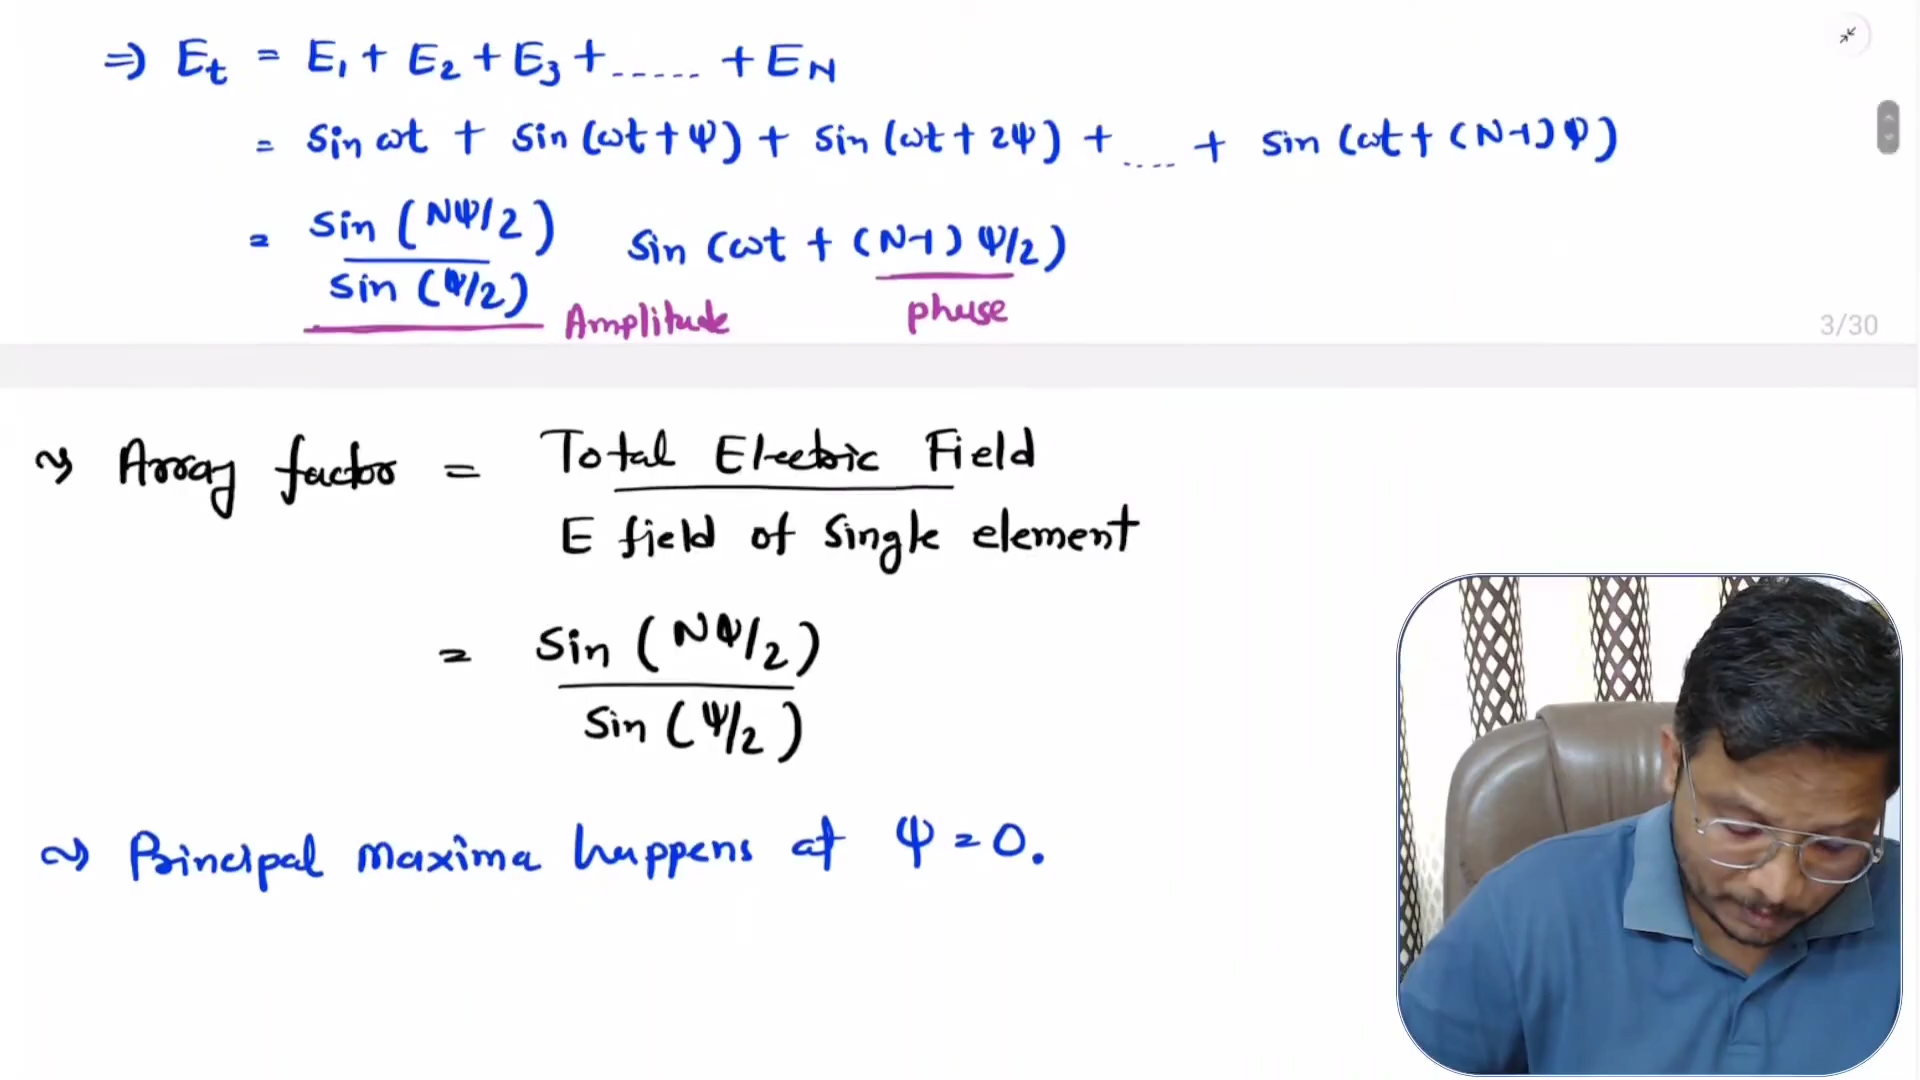 ⇒ Et = E1 + E2 + E3 + ..... + EN
= sin ωt + sin (ωt + ψ) + sin (ωt + 2ψ) + .... + sin (ωt + (N-1) ψ)
= sin (Nψ/2) / sin (ψ/2) sin (ωt + (N-1) ψ/2)
Amplitude phase
3/30
→ Array factor = Total Electric Field / E field of single element
= sin (Nψ/2) / sin (ψ/2)
→ Principal maxima happens at ψ = 0.